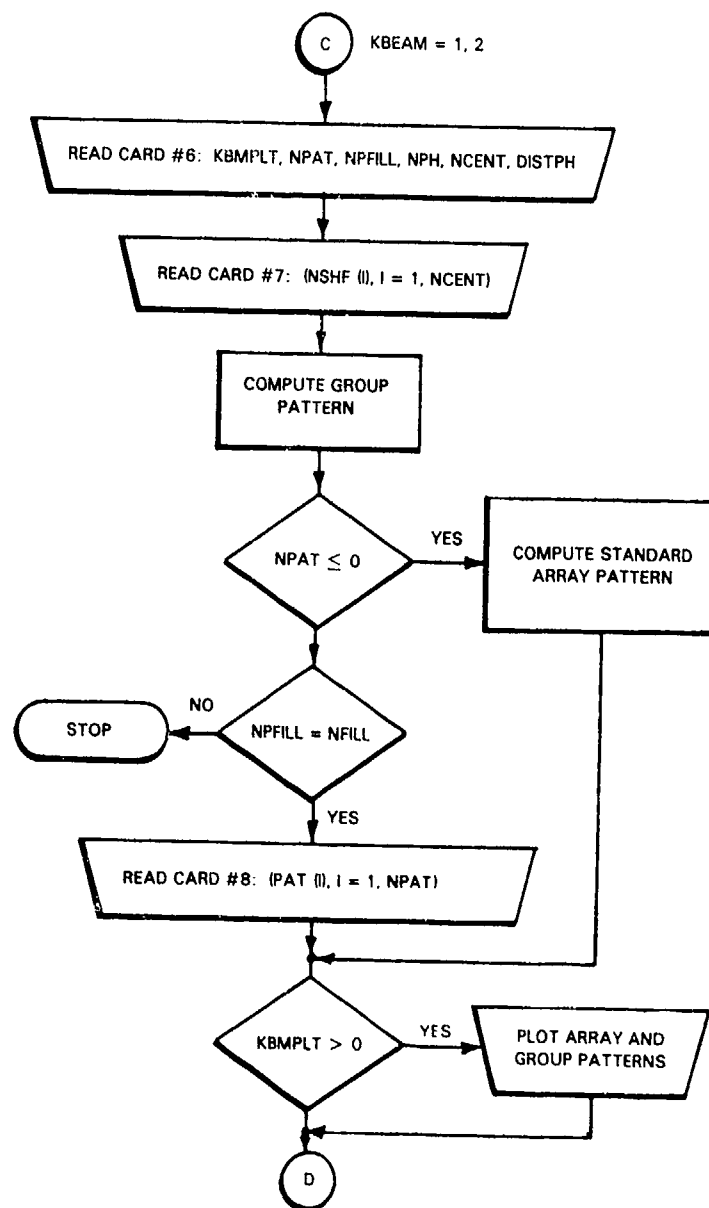 C KBEAM = 1, 2
READ CARD #6: KBMPLT, NPAT, NPFILL, NPH, NCENT, DISTPH
READ CARD #7: (NSHF (I), I = 1, NCENT)
COMPUTE GROUP
PATTERN
NPAT ≤ 0
YES
COMPUTE STANDARD
ARRAY PATTERN
NPFILL = NFILL
NO
STOP
YES
READ CARD #8: (PAT (I), I = 1, NPAT)
KBMPLT > 0
YES
PLOT ARRAY AND
GROUP PATTERNS
D